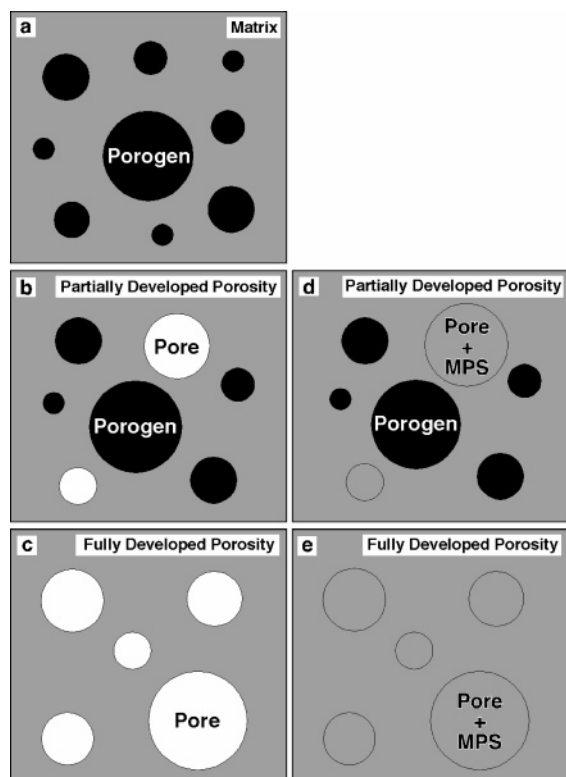 a
Matrix
Porogen
b
Partially Developed Porosity
Pore
Porogen
d
Partially Developed Porosity
Pore
+
MPS
Porogen
c
Fully Developed Porosity
Pore
e
Fully Developed Porosity
Pore
+
MPS